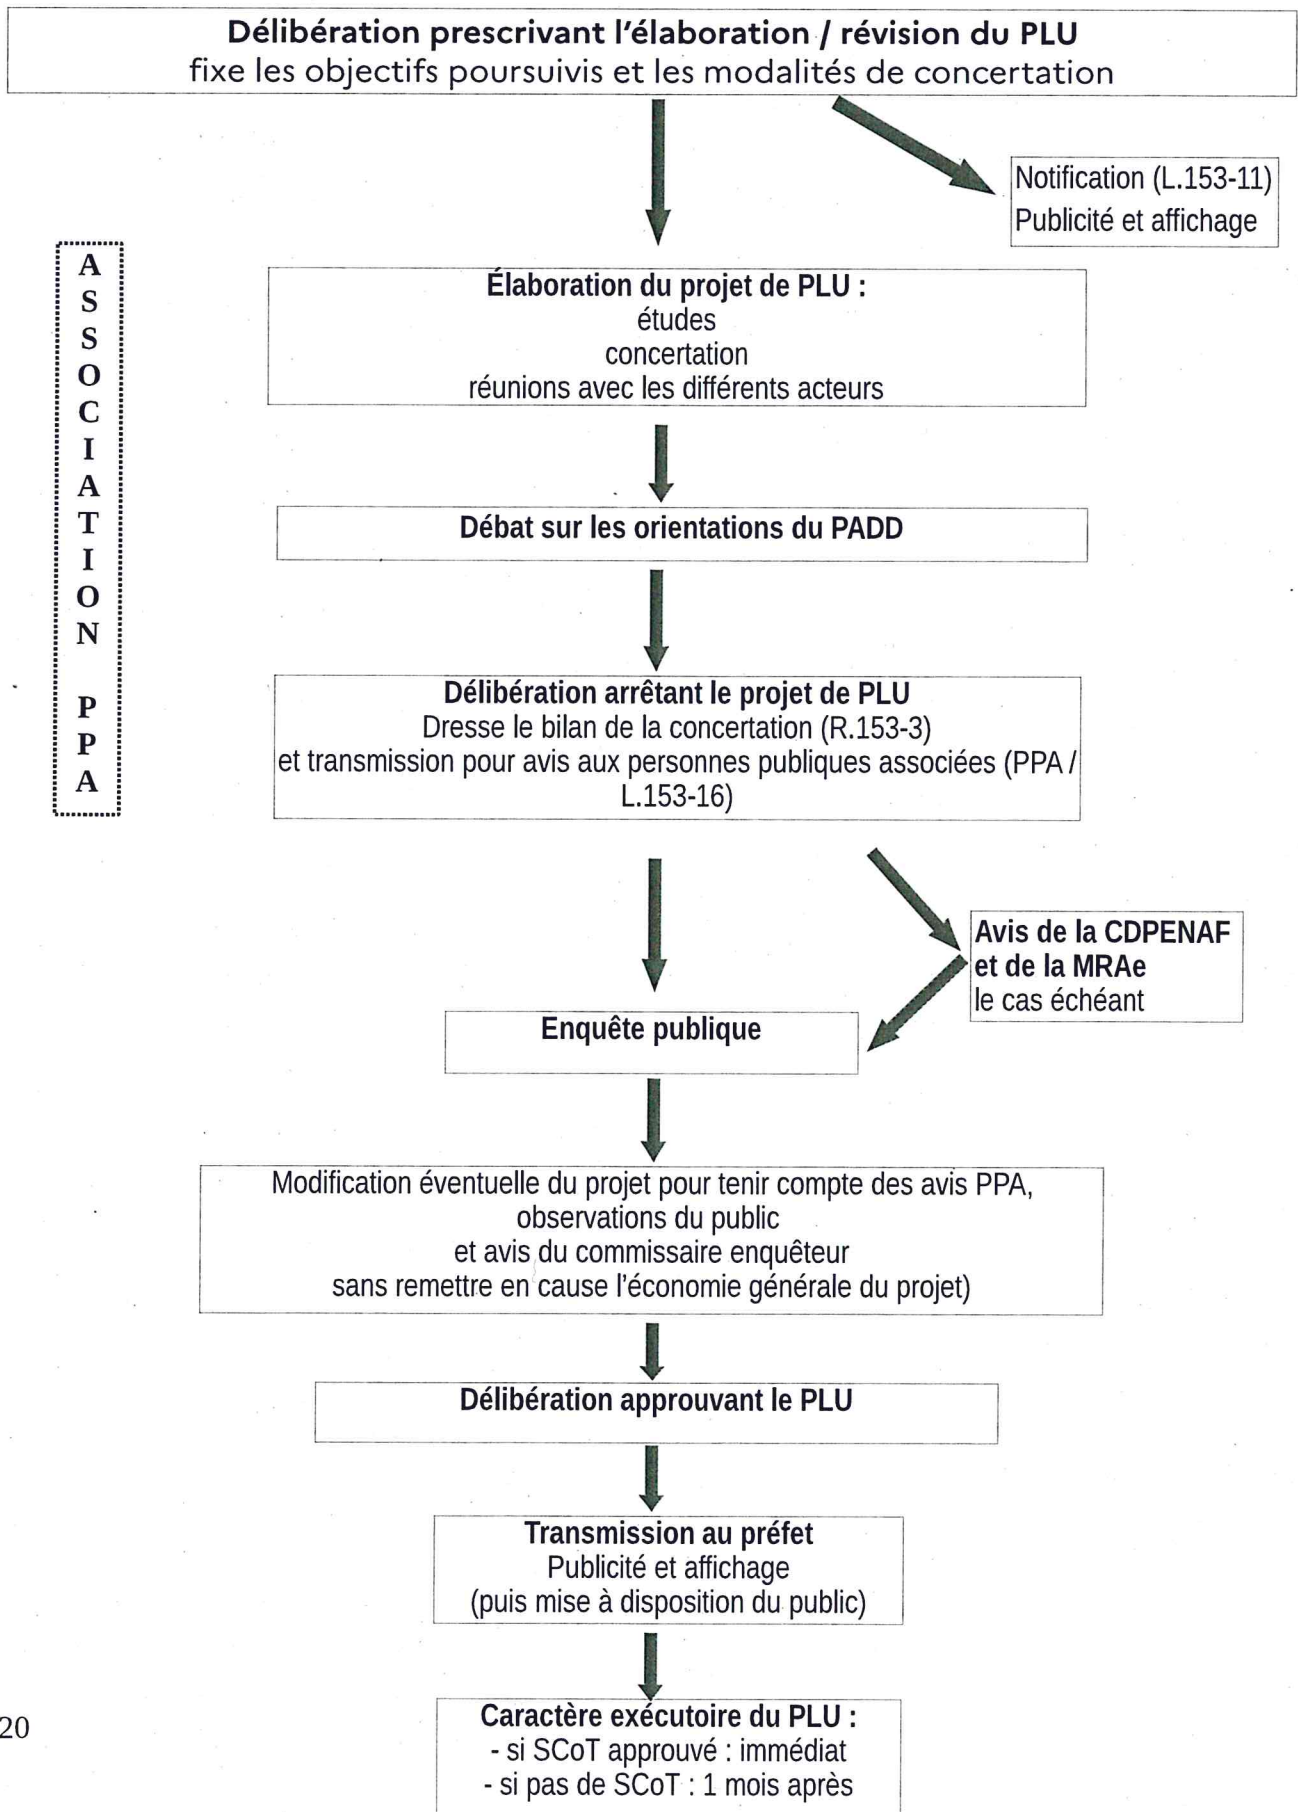 Délibération prescrivant l'élaboration / révision du PLU
fixe les objectifs poursuivis et les modalités de concertation
Notification (L.153-11)
Publicité et affichage
A
S
S
O
C
I
A
T
I
O
N
P
P
A
Élaboration du projet de PLU :
études
concertation
réunions avec les différents acteurs
Débat sur les orientations du PADD
Délibération arrêtant le projet de PLU
Dresse le bilan de la concertation (R.153-3)
et transmission pour avis aux personnes publiques associées (PPA /
L.153-16)
Avis de la CDPENAF
et de la MRAe
le cas échéant
Enquête publique
Modification éventuelle du projet pour tenir compte des avis PPA,
observations du public
et avis du commissaire enquêteur
sans remettre en cause l'économie générale du projet)
Délibération approuvant le PLU
Transmission au préfet
Publicité et affichage
(puis mise à disposition du public)
Caractère exécutoire du PLU :
- si SCoT approuvé : immédiat
- si pas de SCoT : 1 mois après
20